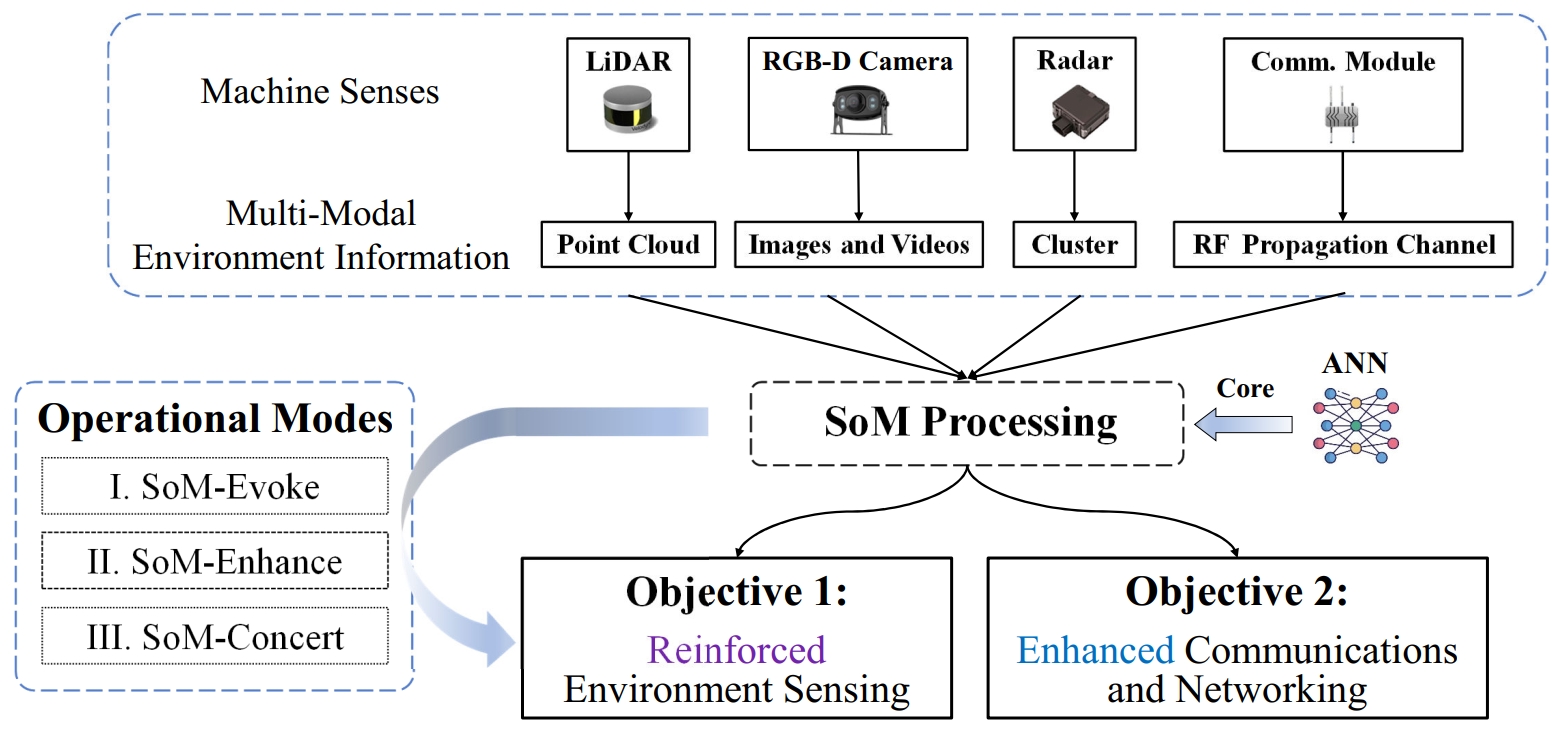 Machine Senses
LiDAR
RGB-D Camera
Radar
Comm. Module
Multi-Modal
Environment Information
Point Cloud
Images and Videos
Cluster
RF Propagation Channel
Operational Modes
I. SoM-Evoke
II. SoM-Enhance
III. SoM-Concert
SoM Processing
Core
ANN
Objective 1:
Reinforced
Environment Sensing
Objective 2:
Enhanced Communications
and Networking